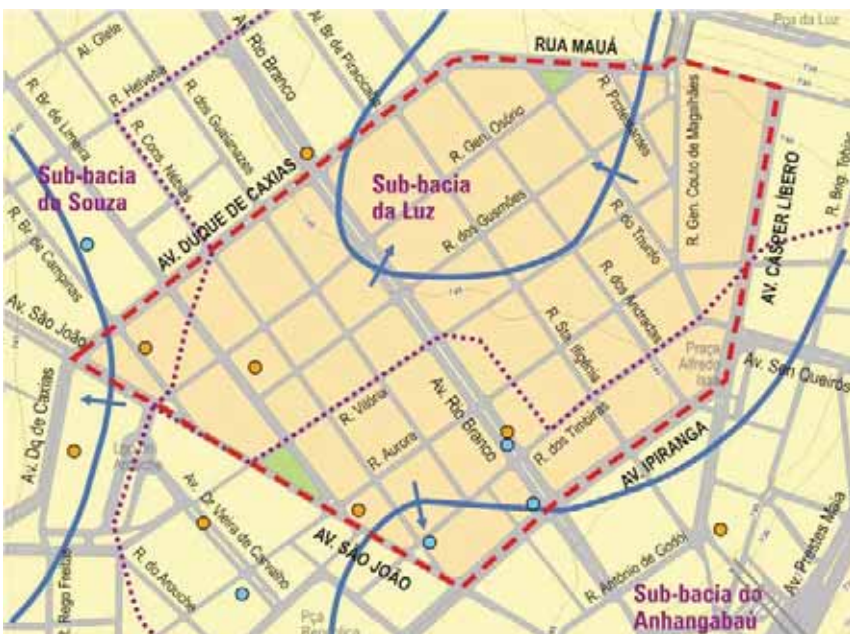 Al. Glete
R. Helvetia
R. Br. de Limeira
R. Cons. Nébias
R. dos Guaianazes
Av. Rio Branco
Al. Br. de Piracicaba
RUA MAUÁ
Pça da Luz
R. Protestantes
R. Gen. Couto de Magalhães
R. Gen. Osório
Sub-bacia
do Souza
Sub-bacia
da Luz
AV. DUQUE DE CAXIAS
R. dos Gusmões
R. do Triunfo
AV. CÁSPER LÍBERO
R. Brig. Tobias
R. Br. de Campinas
Av. São João
R. dos Andradas
R. Sta. Ifigênia
Praça
Alfredo
Issa
Av. Sen Queirós
Av. Dq. de Caxias
R. Vitória
Av. Rio Branco
R. Aurora
R. dos Timbiras
AV. IPIRANGA
Av. Dr Vieira de Carvalho
AV. SÃO JOÃO
R. do Arouche
Rego Freitas
Pça
R. Antônio de Godoi
Av. Prestes Maia
Sub-bacia do
Anhangabaú